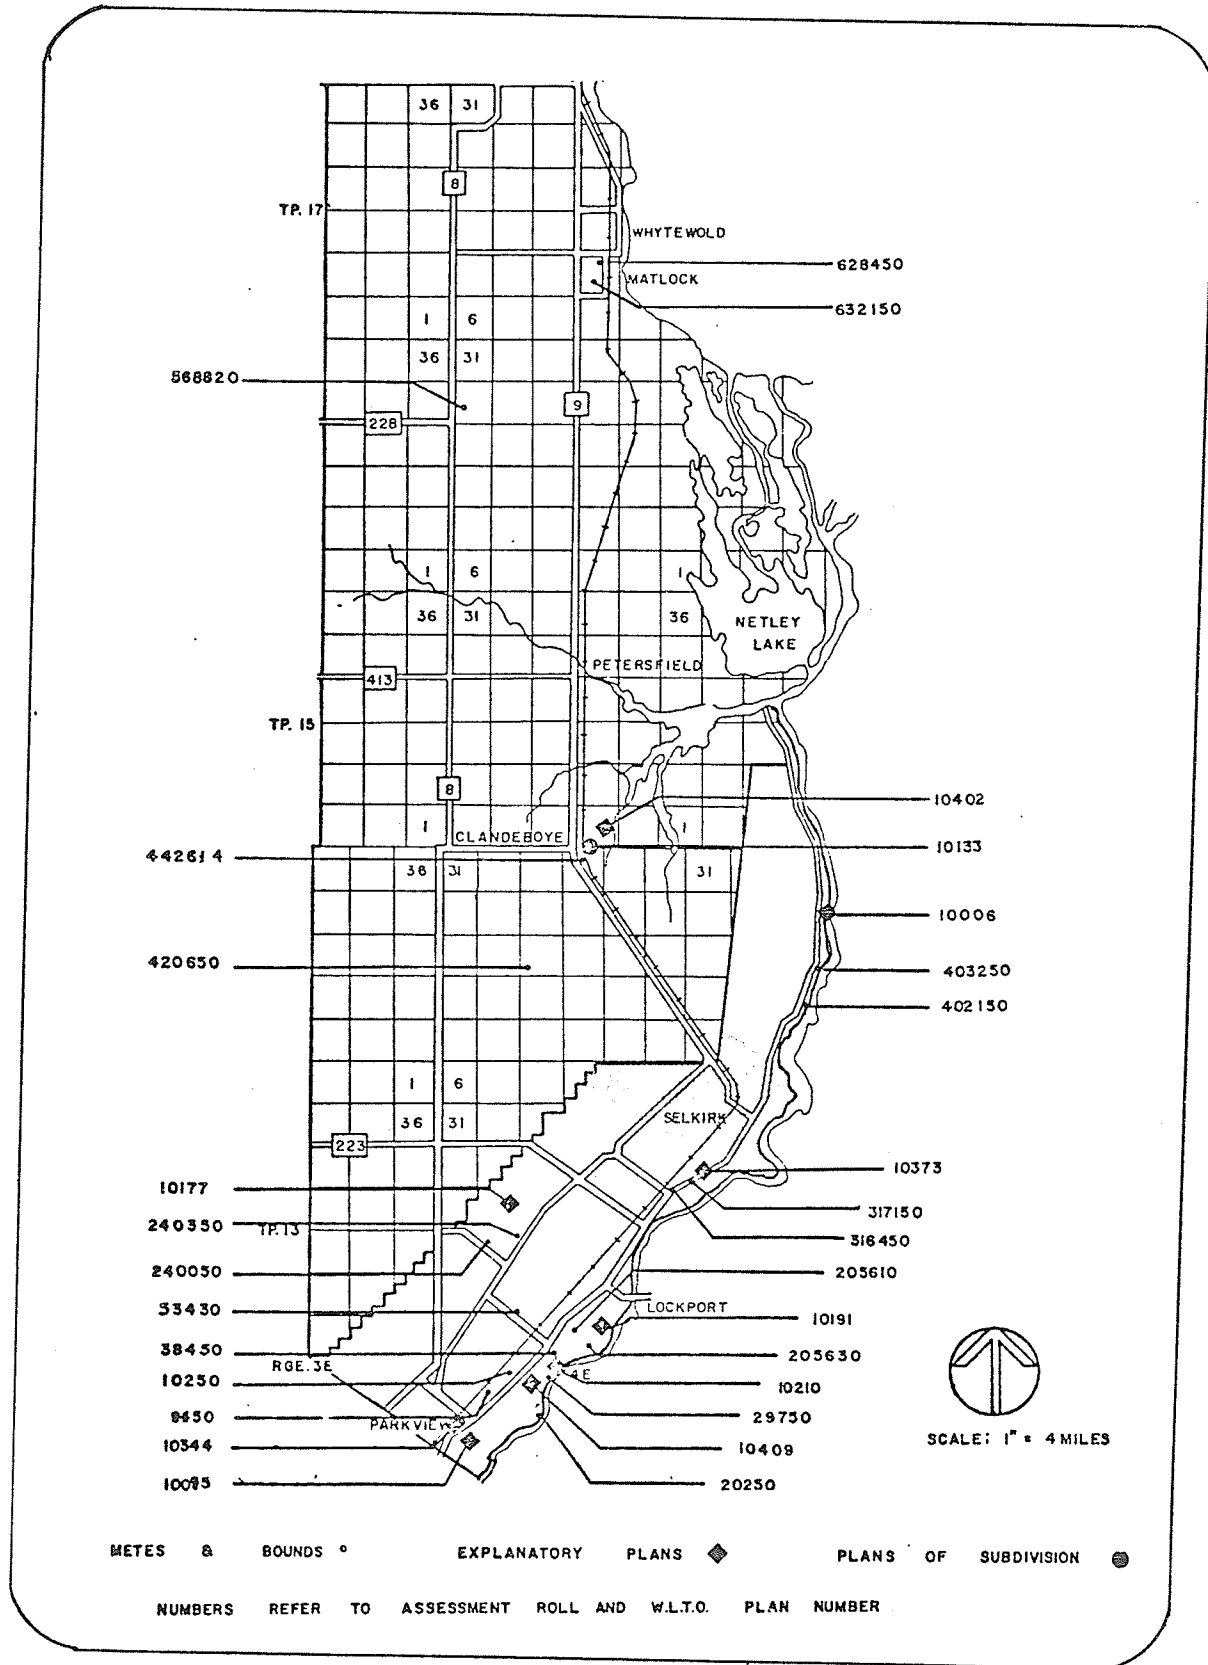 36 31
8
TP. 17
WHYTEWOLD
628450
MATLOCK
632150
1 6
36 31
568820
9
228
1 6 1
36 31 36
NETLEY
LAKE
PETERSFIELD
413
TP. 15
8
10402
1 CLANDEBOYE 1
10133
442614
36 31 31
10006
420650
403250
402150
1 6
SELKIRK
36 31
223
10373
10177
317150
240350
TP. 13
316450
240050
205610
53430
LOCKPORT
10191
38450
205630
RGE. 3E
4E
10250
10210
9450
29750
PARKVIEW
10344
10409
SCALE: 1" = 4 MILES
10095
20250
METES & BOUNDS EXPLANATORY PLANS PLANS OF SUBDIVISION
NUMBERS REFER TO ASSESSMENT ROLL AND W.L.T.O. PLAN NUMBER